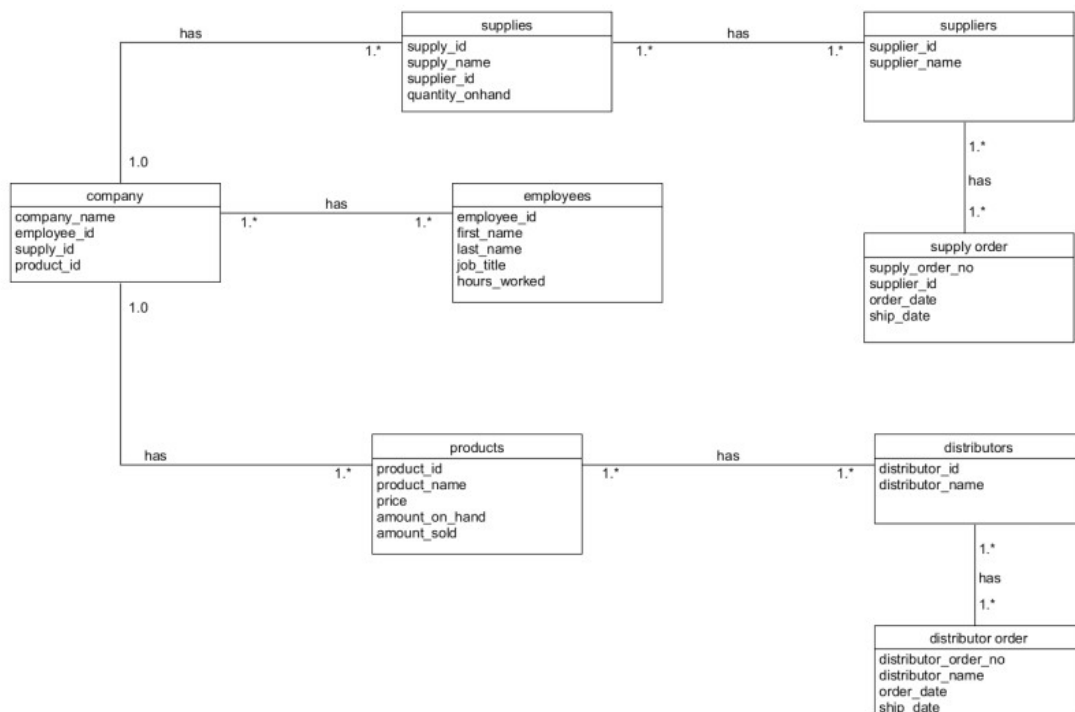 supplies
supply_id
supply_name
supplier_id
quantity_onhand
has
1.*
1.*
has
1.*
suppliers
supplier_id
supplier_name
1.*
has
1.*
1.0
company
company_name
employee_id
supply_id
product_id
1.*
has
1.*
employees
employee_id
first_name
last_name
job_title
hours_worked
supply order
supply_order_no
supplier_id
order_date
ship_date
1.0
has
1.*
products
product_id
product_name
price
amount_on_hand
amount_sold
1.*
has
1.*
distributors
distributor_id
distributor_name
1.*
has
1.*
distributor order
distributor_order_no
distributor_name
order_date
ship_date